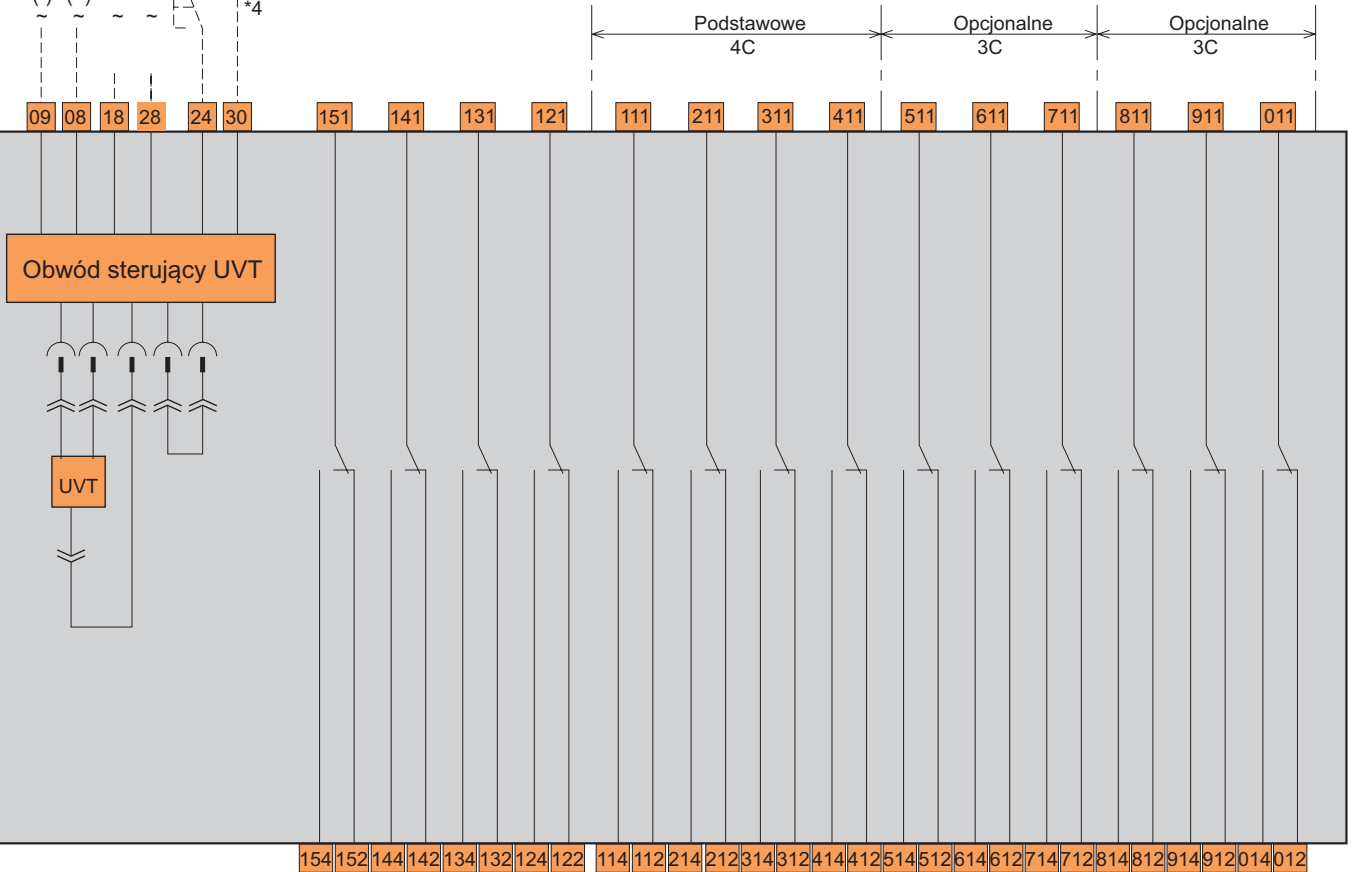 ~ ~ ~ ~
*4
Podstawowe Opcjonalne Opcjonalne
4C 3C 3C
09 08 18 28 24 30 151 141 131 121 111 211 311 411 511 611 711 811 911 011
Obwód sterujący UVT
UVT
154 152 144 142 134 132 124 122 114 112 214 212 314 312 414 412 514 512 614 612 714 712 814 812 914 912 014 012